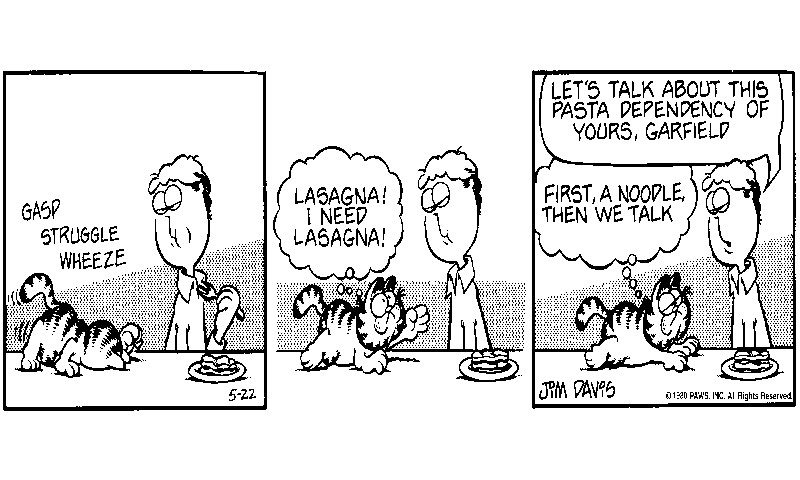 GASP
STRUGGLE
WHEEZE
5-22
LASAGNA!
I NEED
LASAGNA!
LET'S TALK ABOUT THIS
PASTA DEPENDENCY OF
YOURS, GARFIELD
FIRST, A NOODLE,
THEN WE TALK
JIM DAVIS
©1980 PAWS, INC. All Rights Reserved.